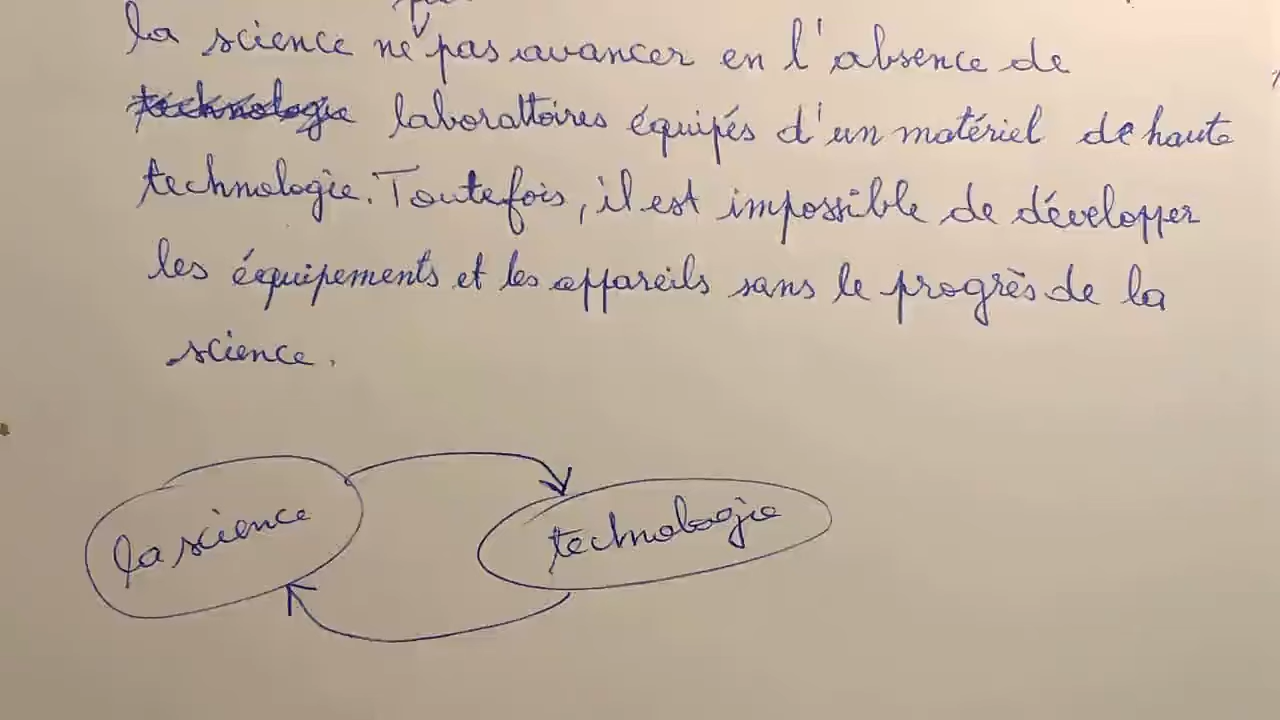 la science ne pas avancer en l'absence de
technologie laborattoires équipés d'un matériel de haute
technologie. Toutefois, il est impossible de développer
les équipements et les appareils sans le progrès de la
science.
la science
technologie